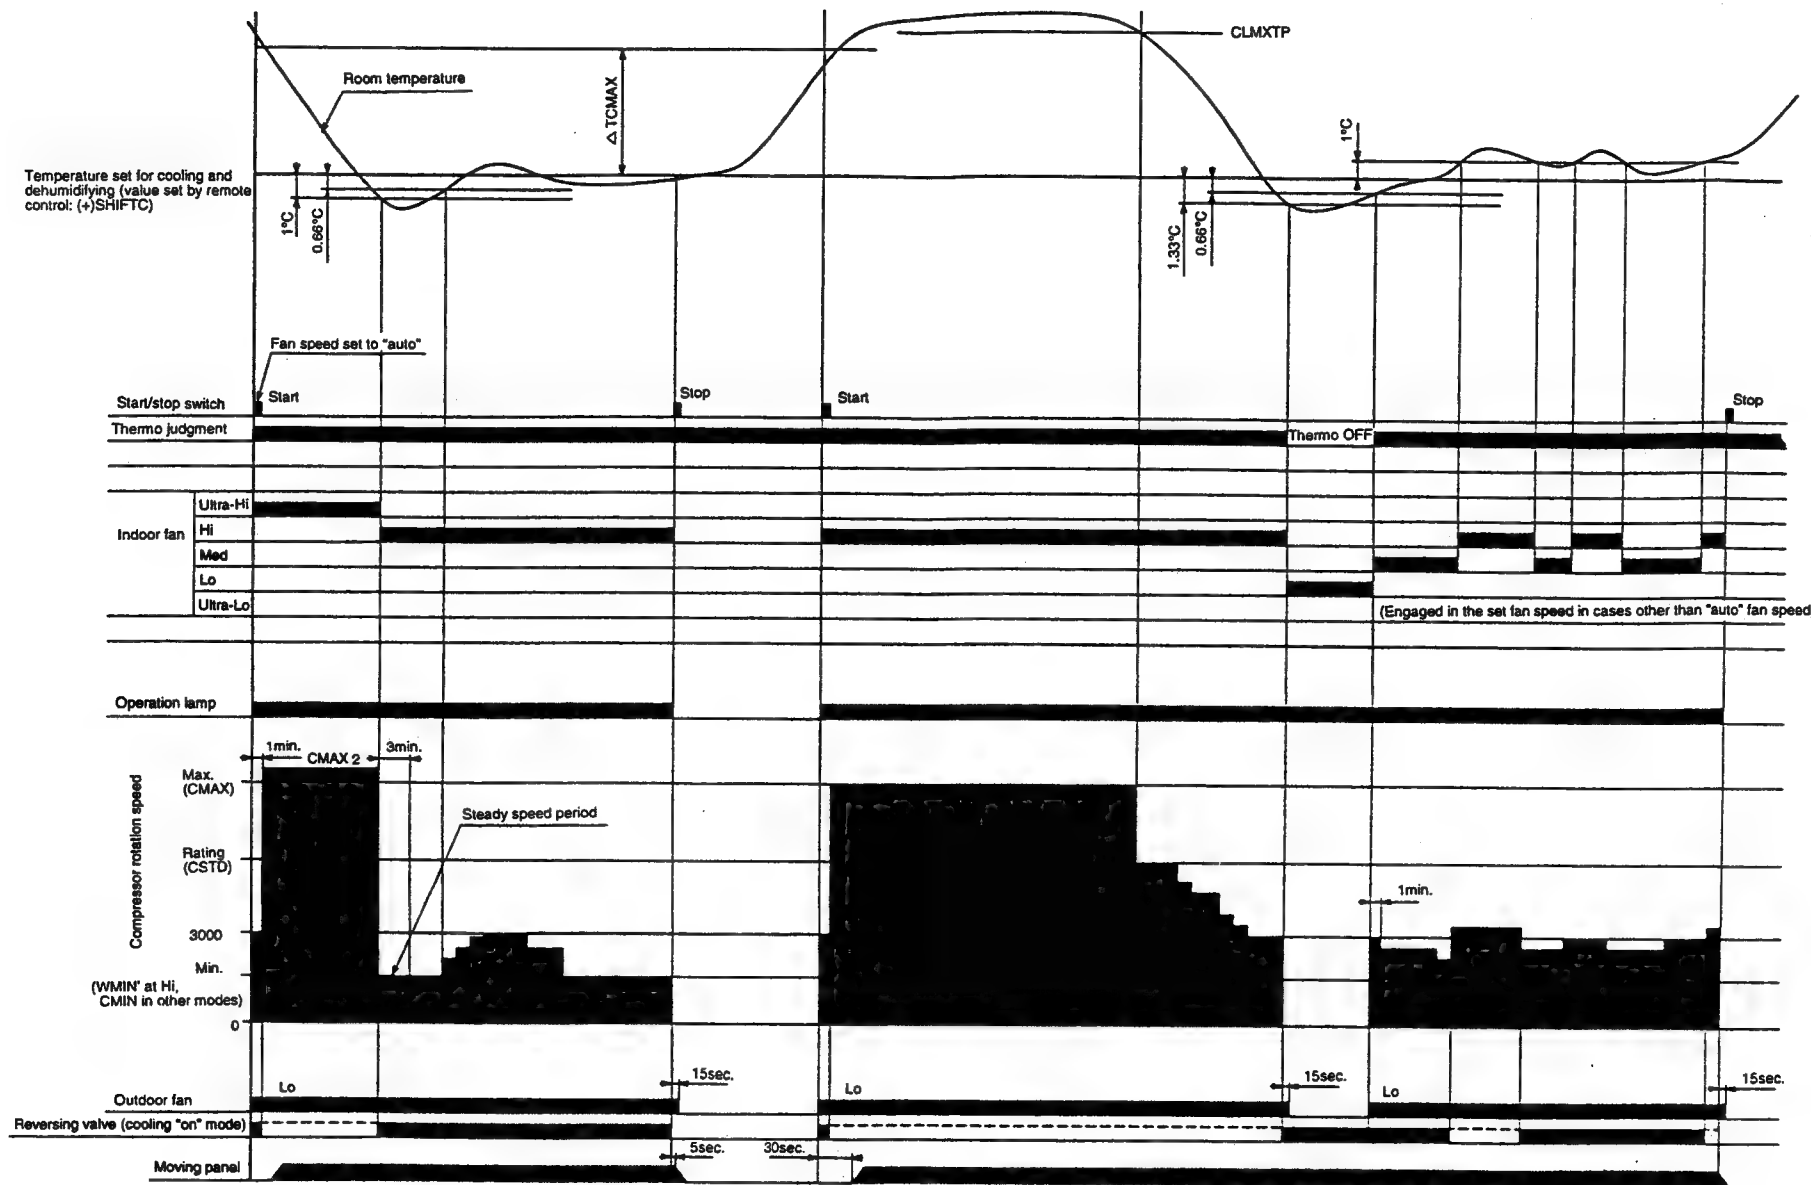 CLMXTP
Room temperature
△TCMAX
1°C
Temperature set for cooling and
dehumidifying (value set by remote
control: (+)SHIFTC)
1°C
0.66°C
1.33°C
0.66°C
Fan speed set to "auto"
Start/stop switch
Start
Stop
Start
Stop
Thermo judgment
Thermo OFF
Indoor fan
Ultra-Hi
Hi
Med
Lo
Ultra-Lo
(Engaged in the set fan speed in cases other than "auto" fan speed
Operation lamp
Compressor rotation speed
1min.
CMAX 2
3min.
Max.
(CMAX)
Steady speed period
Rating
(CSTD)
1min.
3000
Min.
(WMIN' at Hi,
CMIN in other modes)
0
Outdoor fan
Lo
15sec.
Lo
15sec.
Lo
15sec.
Reversing valve (cooling "on" mode)
5sec.
30sec.
Moving panel